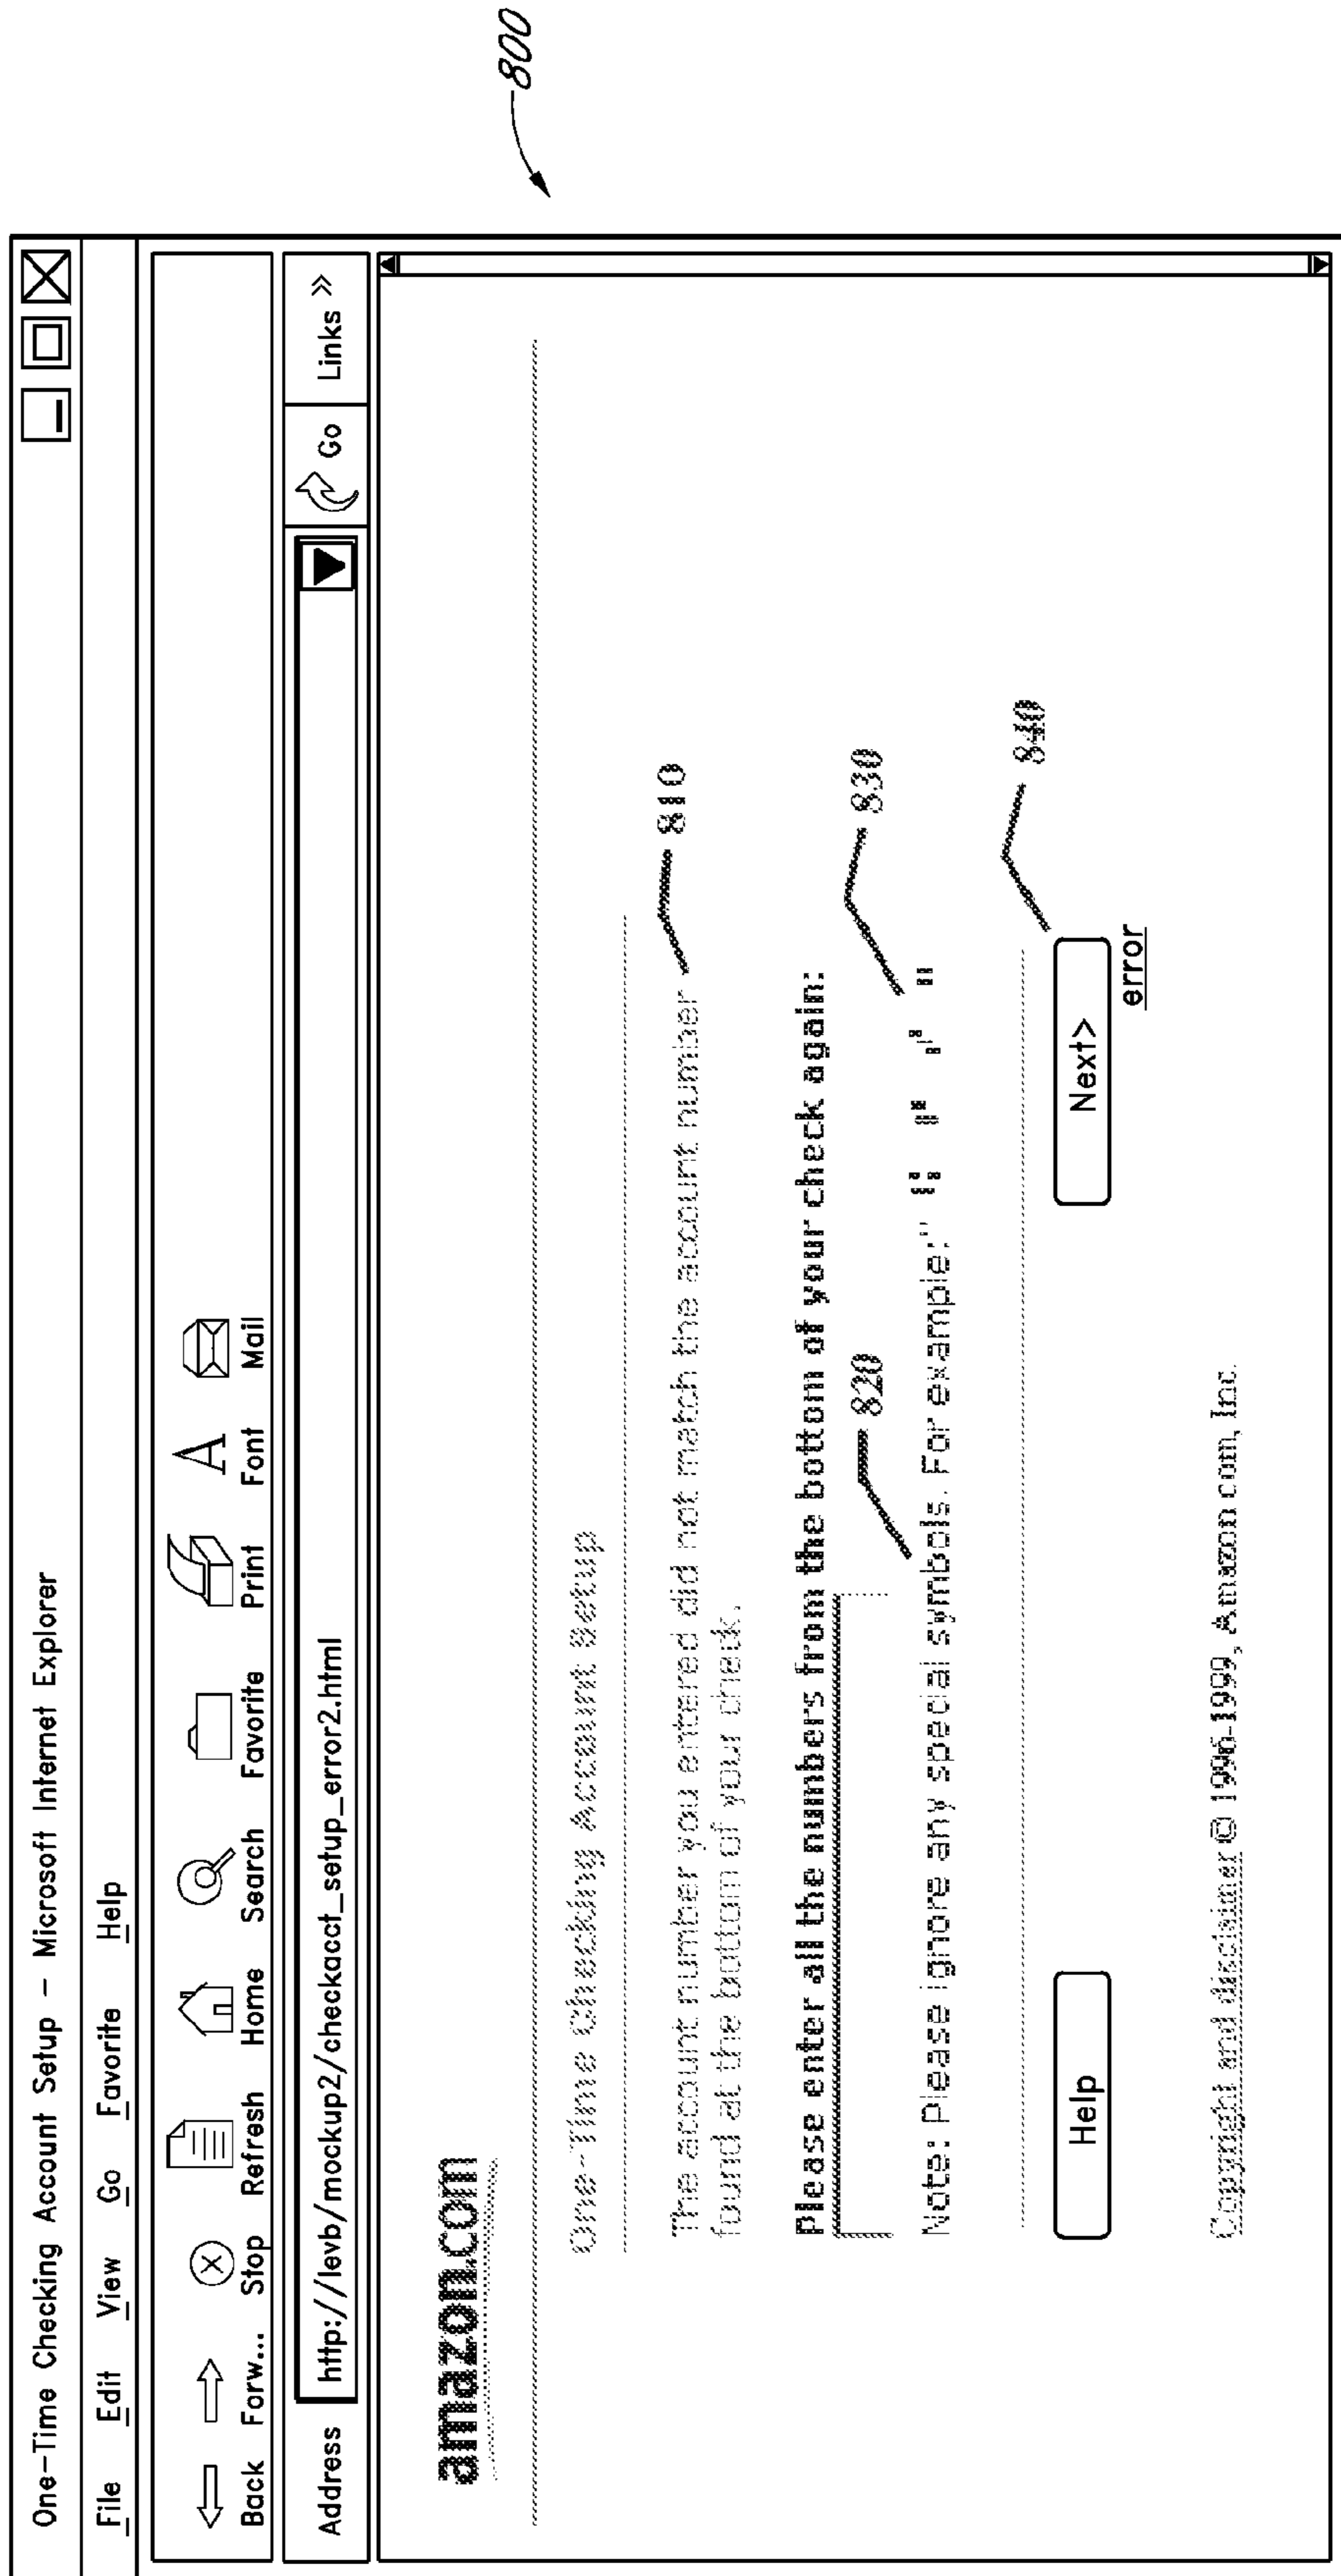 800
One-Time Checking Account Setup - Microsoft Internet Explorer
File Edit View Go Favorite Help
Back Forw... Stop Refresh Home Search Favorite Print Font Mail
Address http://levb/mockup2/checkacct_setup_error2.html Go Links »
amazon.com
One-Time Checking Account Setup
The account number you entered did not match the account number 810
found at the bottom of your check.
Please enter all the numbers from the bottom of your check again:
820 830
Note: Please ignore any special symbols. For example:"
840
Help Next>
error
Copyright and disclaimer © 1996-1999, Amazon.com, Inc.